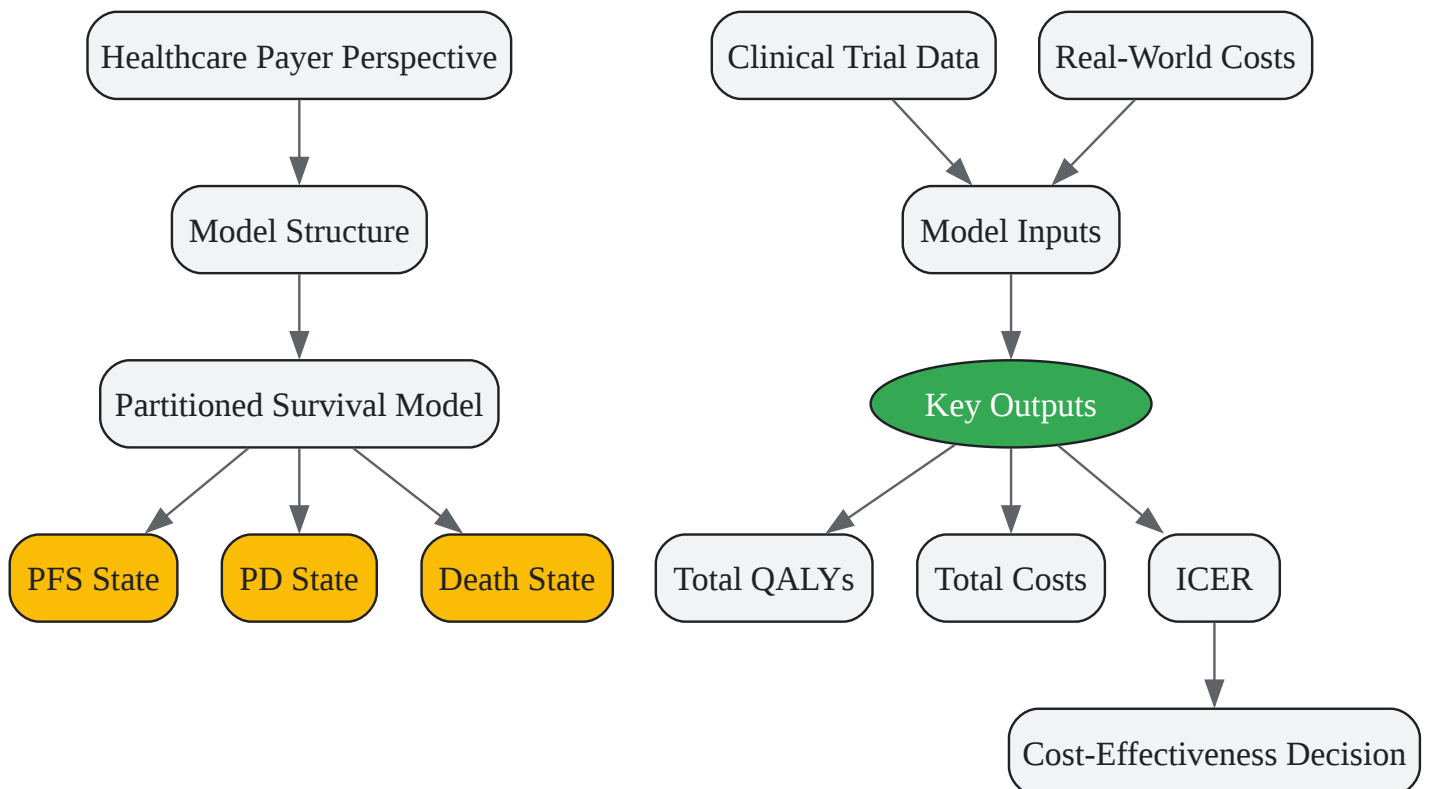 Healthcare Payer Perspective
Clinical Trial Data
Real-World Costs
Model Structure
Model Inputs
Partitioned Survival Model
Key Outputs
PFS State
PD State
Death State
Total QALYs
Total Costs
ICER
Cost-Effectiveness Decision